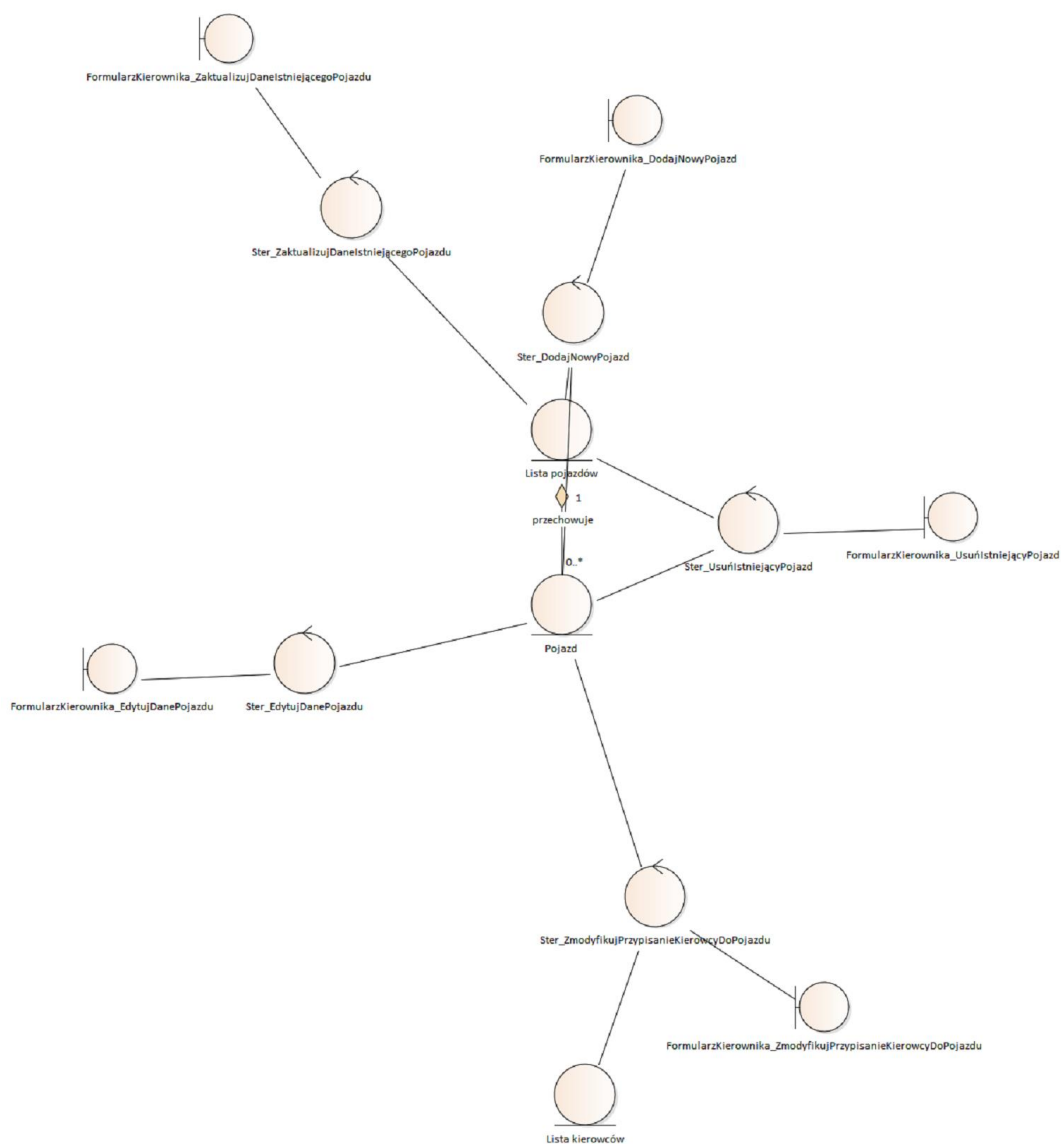 FormularzKierownika_ZaktualizujDaneIstniejącegoPojazdu
FormularzKierownika_DodajNowyPojazd
Ster_ZaktualizujDaneIstniejącegoPojazdu
Ster_DodajNowyPojazd
Lista pojazdów
1
przechowuje
Ster_UsuńIstniejącyPojazd
FormularzKierownika_UsuńIstniejącyPojazd
0..*
Pojazd
FormularzKierownika_EdytujDanePojazdu
Ster_EdytujDanePojazdu
Ster_ZmodyfikujPrzypisanieKierowcyDoPojazdu
FormularzKierownika_ZmodyfikujPrzypisanieKierowcyDoPojazdu
Lista kierowców